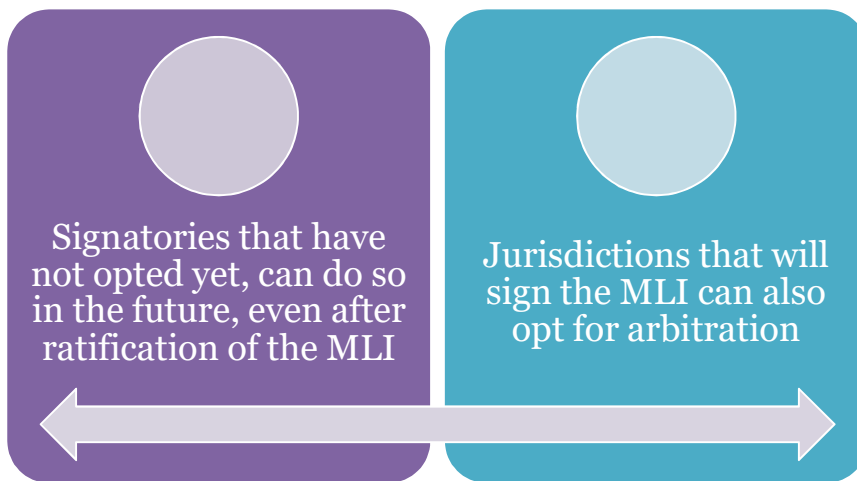 Signatories that have
not opted yet, can do so
in the future, even after
ratification of the MLI
Jurisdictions that will
sign the MLI can also
opt for arbitration